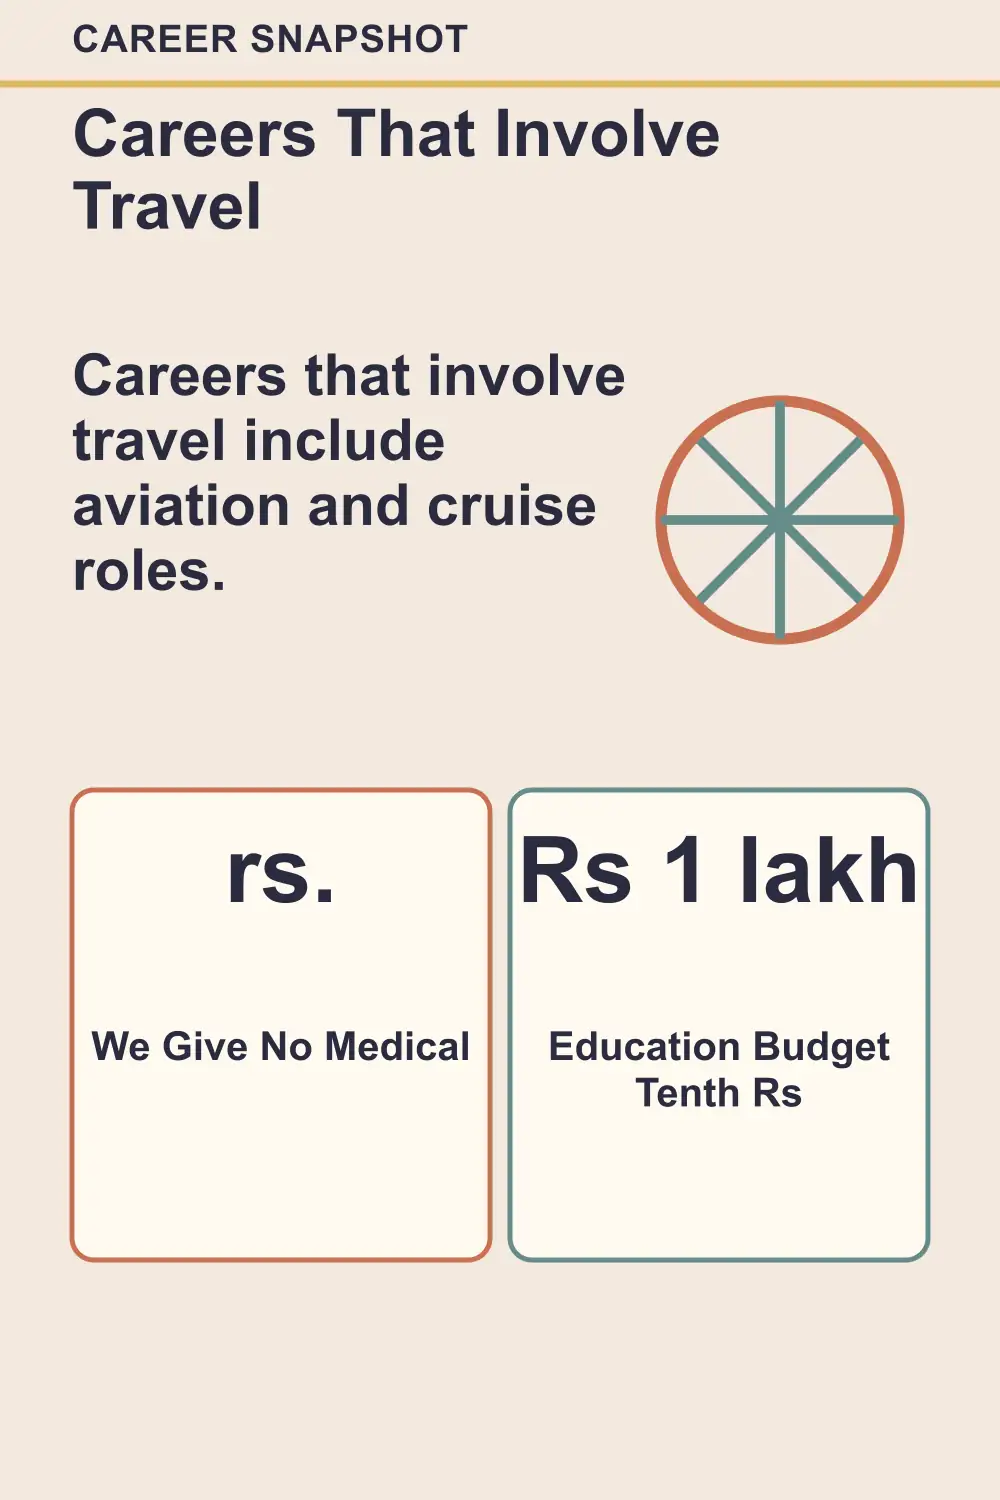 CAREER SNAPSHOT
Careers That Involve
Travel
Careers that involve
travel include
aviation and cruise
roles.
rs.
We Give No Medical
Rs 1 lakh
Education Budget
Tenth Rs